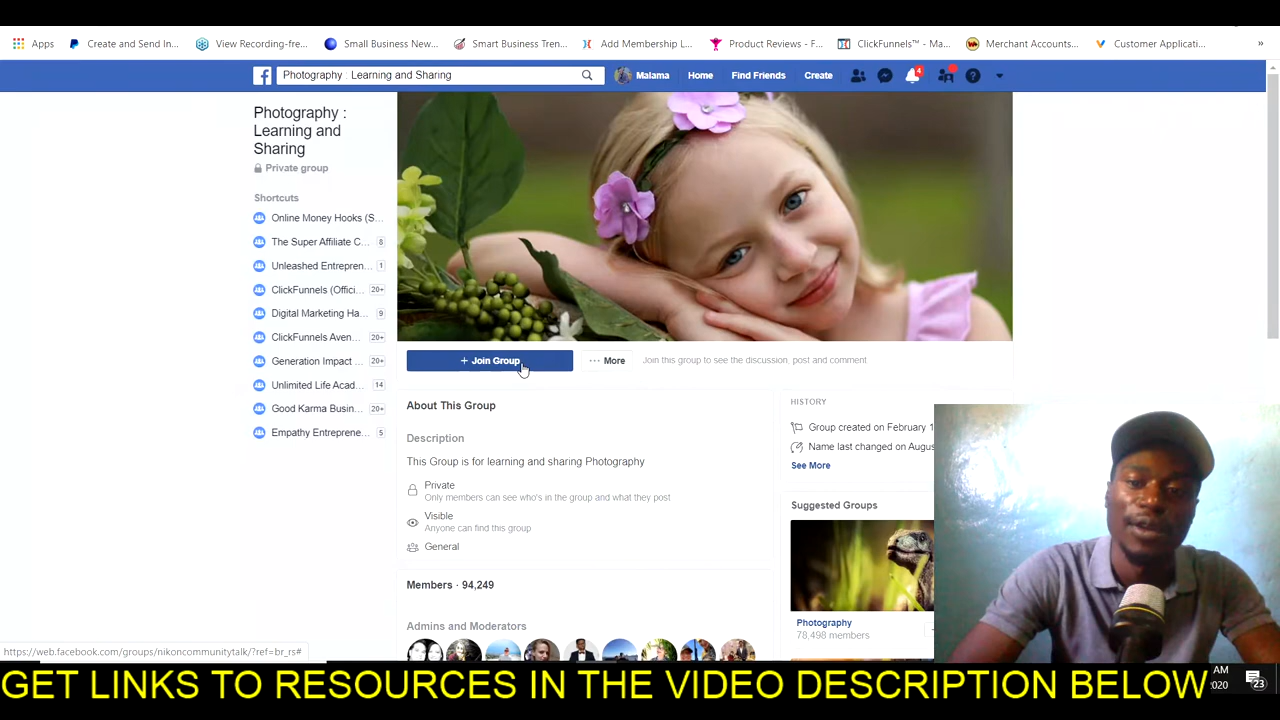 Apps
Create and Send In...
View Recording-fre...
Small Business New...
Smart Business Tren...
Add Membership L...
Product Reviews - F...
ClickFunnels™ - Ma...
Merchant Accounts...
Customer Applicati...
»
Photography : Learning and Sharing
Malama
Home
Find Friends
Create
4
Photography :
Learning and
Sharing
Private group
Shortcuts
Online Money Hooks (S...
The Super Affiliate C... 8
Unleashed Entrepren... 1
ClickFunnels (Offici... 20+
Digital Marketing Ha... 9
ClickFunnels Aven... 20+
Generation Impact ... 20+
Unlimited Life Acad... 14
Good Karma Busin... 20+
Empathy Entreprene... 5
+ Join Group
··· More
Join this group to see the discussion, post and comment
About This Group
Description
This Group is for learning and sharing Photography
Private
Only members can see who's in the group and what they post
Visible
Anyone can find this group
General
Members · 94,249
Admins and Moderators
HISTORY
Group created on February 1
Name last changed on Augus
See More
Suggested Groups
Photography
78,498 members
https://web.facebook.com/groups/nikoncommunitytalk/?ref=br_rs#
GET LINKS TO RESOURCES IN THE VIDEO DESCRIPTION BELOW
AM
2020
23